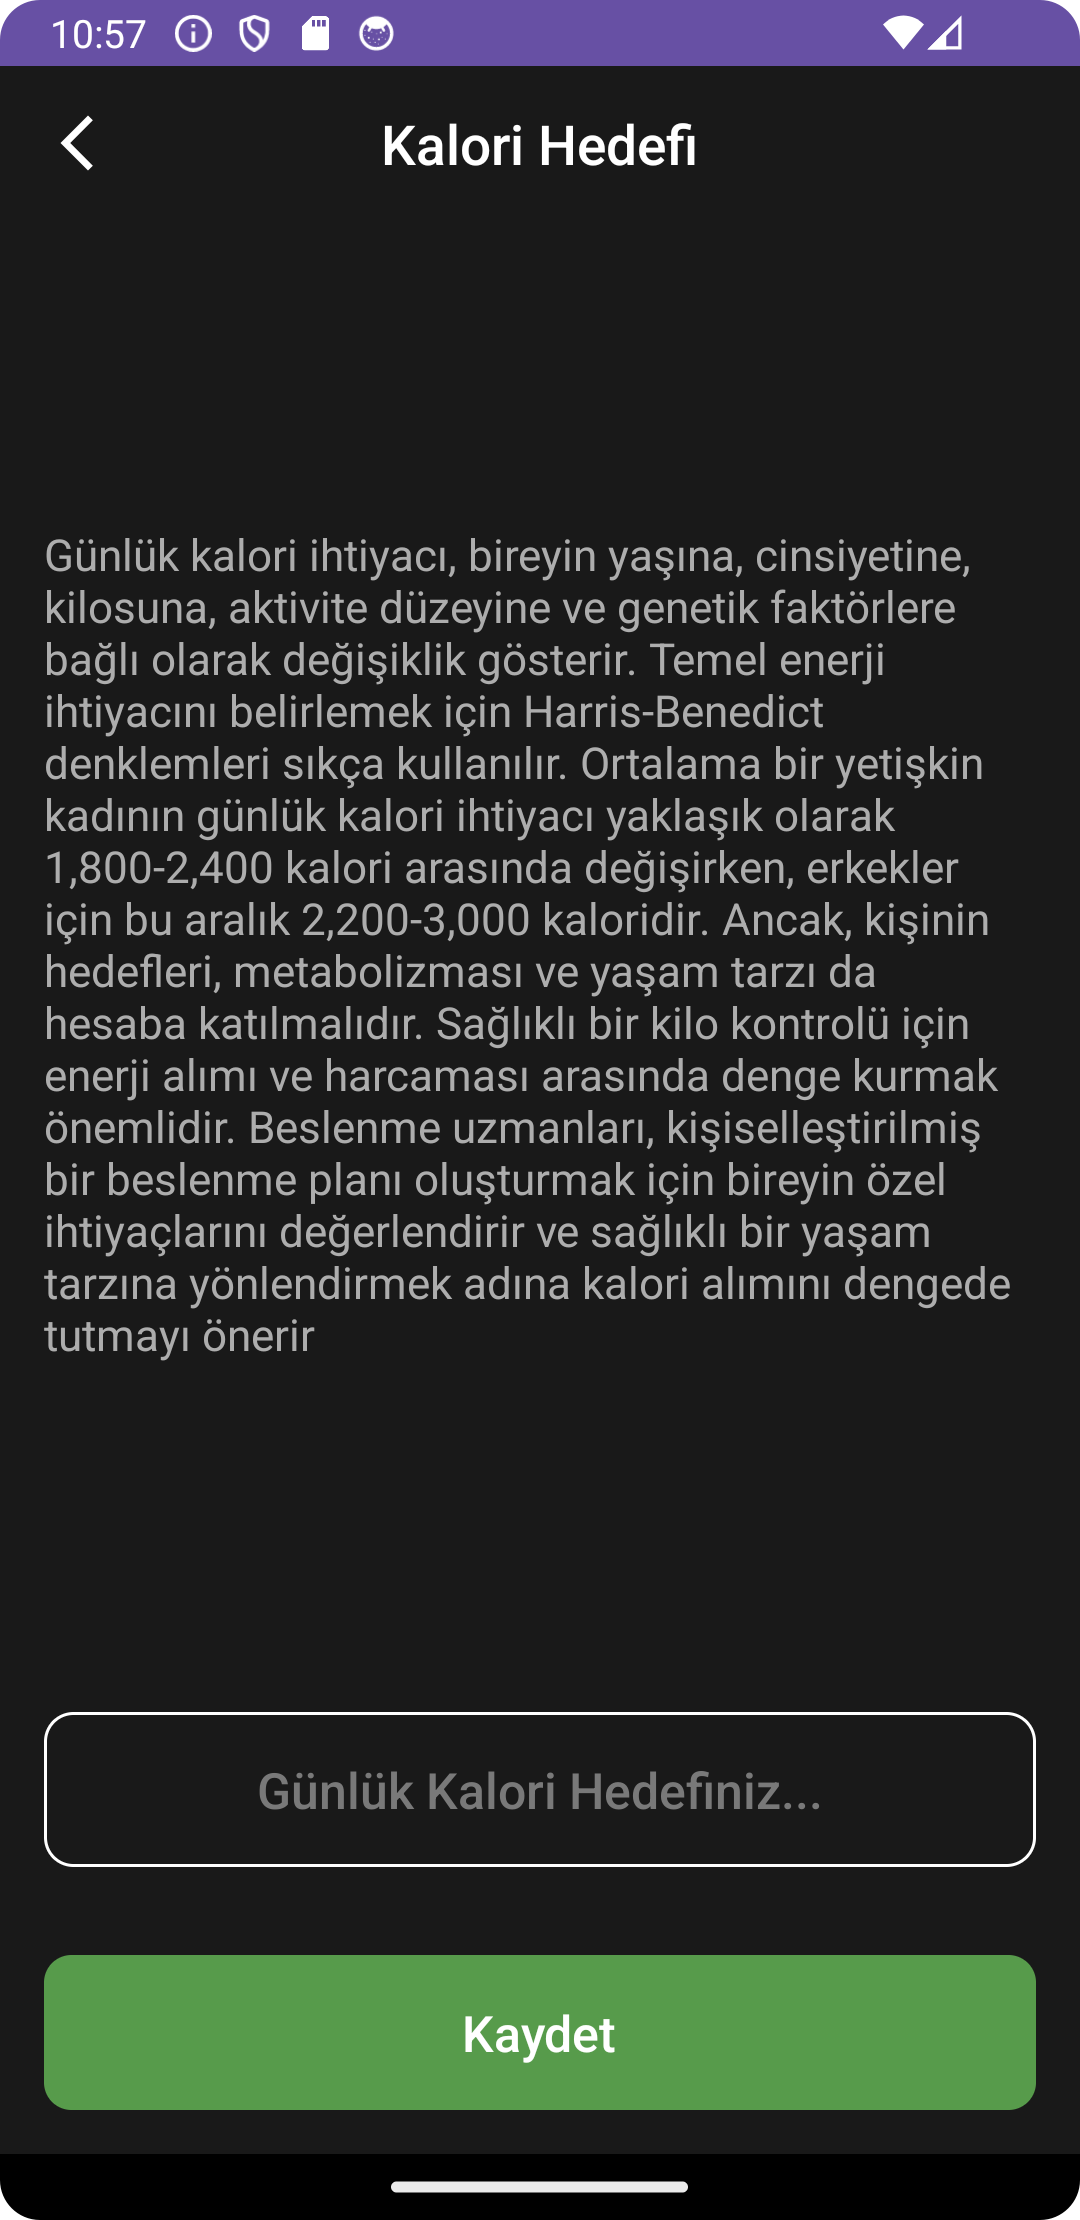 10:57
Kalori Hedefi
Günlük kalori ihtiyacı, bireyin yaşına, cinsiyetine,
kilosuna, aktivite düzeyine ve genetik faktörlere
bağlı olarak değişiklik gösterir. Temel enerji
ihtiyacını belirlemek için Harris-Benedict
denklemleri sıkça kullanılır. Ortalama bir yetişkin
kadının günlük kalori ihtiyacı yaklaşık olarak
1,800-2,400 kalori arasında değişirken, erkekler
için bu aralık 2,200-3,000 kaloridir. Ancak, kişinin
hedefleri, metabolizması ve yaşam tarzı da
hesaba katılmalıdır. Sağlıklı bir kilo kontrolü için
enerji alımı ve harcaması arasında denge kurmak
önemlidir. Beslenme uzmanları, kişiselleştirilmiş
bir beslenme planı oluşturmak için bireyin özel
ihtiyaçlarını değerlendirir ve sağlıklı bir yaşam
tarzına yönlendirmek adına kalori alımını dengede
tutmayı önerir
Günlük Kalori Hedefiniz...
Kaydet